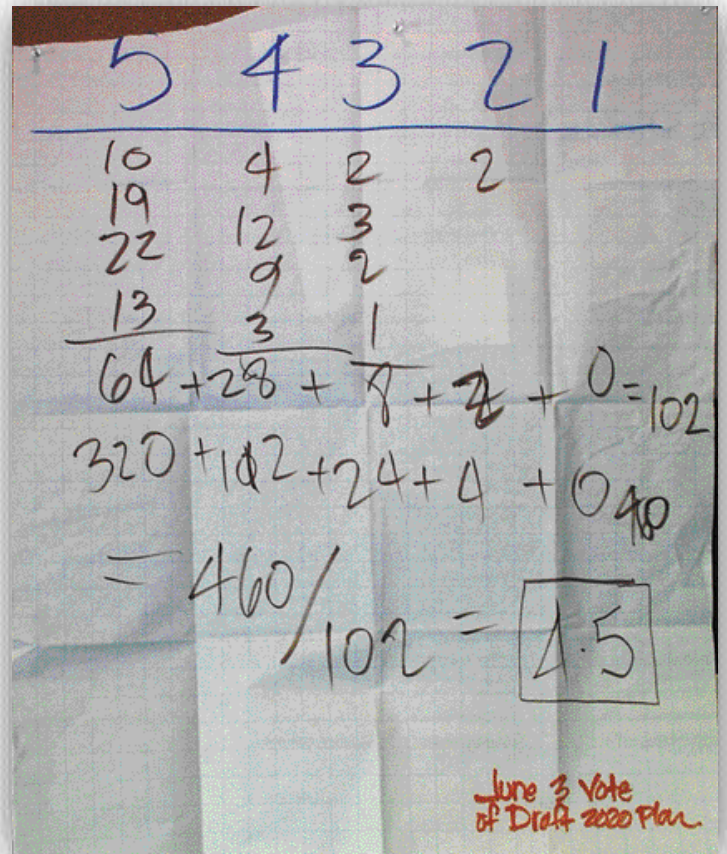 5 4 3 2 1
10 4 2 2
19 12 3
22 9 2
13 3 1
64 + 28 + 8 + 2 + 0 = 102
320 + 112 + 24 + 4 + 0
= 460 / 102 = 4.5
June 3 Vote
of Draft 2020 Plan